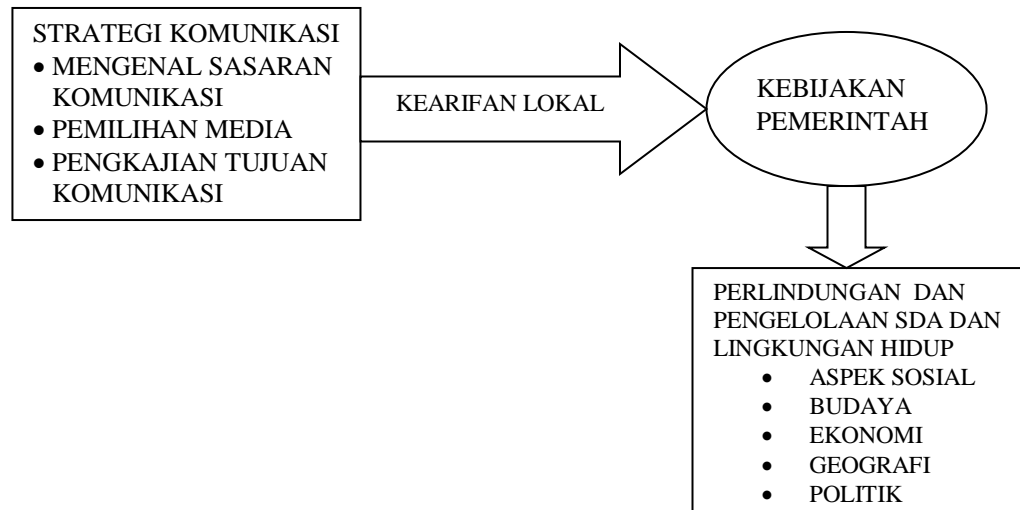 STRATEGI KOMUNIKASI
• MENGENAL SASARAN
KOMUNIKASI
• PEMILIHAN MEDIA
• PENGKAJIAN TUJUAN
KOMUNIKASI
KEARIFAN LOKAL
KEBIJAKAN
PEMERINTAH
PERLINDUNGAN DAN
PENGELOLAAN SDA DAN
LINGKUNGAN HIDUP
• ASPEK SOSIAL
• BUDAYA
• EKONOMI
• GEOGRAFI
• POLITIK